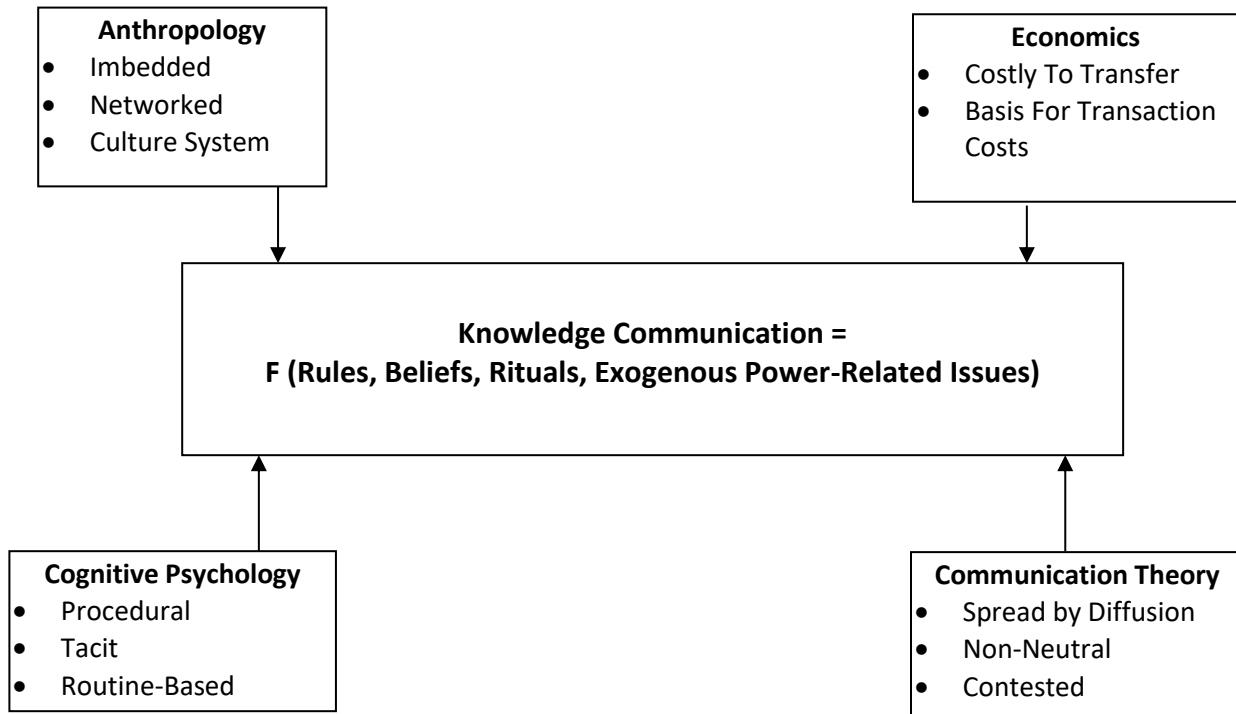 Anthropology
• Imbedded
• Networked
• Culture System
Economics
• Costly To Transfer
• Basis For Transaction
Costs
Knowledge Communication =
F (Rules, Beliefs, Rituals, Exogenous Power-Related Issues)
Cognitive Psychology
• Procedural
• Tacit
• Routine-Based
Communication Theory
• Spread by Diffusion
• Non-Neutral
• Contested